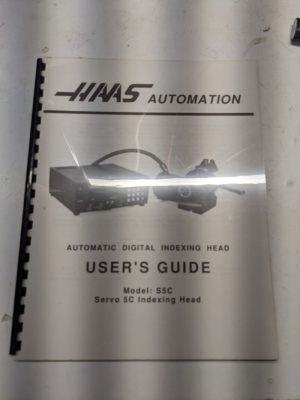 HAAS AUTOMATION
AUTOMATIC DIGITAL INDEXING HEAD
USER'S GUIDE
Model: S5C
Servo 5C Indexing Head